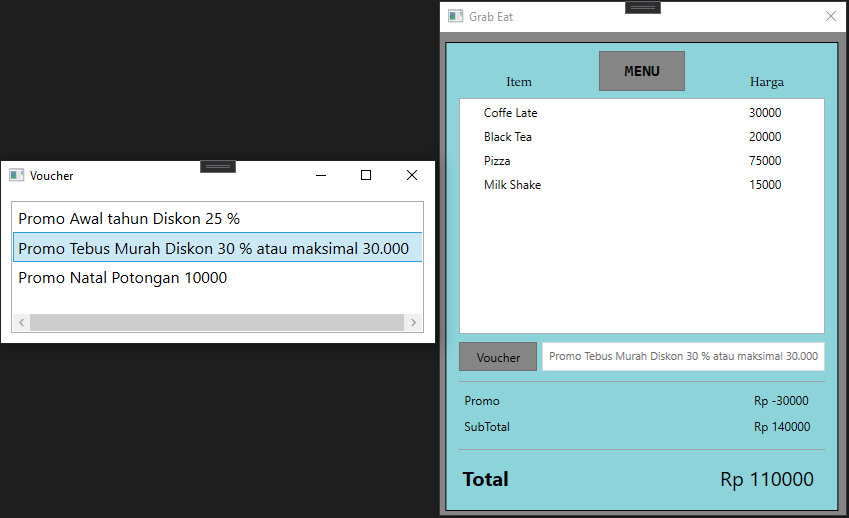 Voucher
Promo Awal tahun Diskon 25 %
Promo Tebus Murah Diskon 30 % atau maksimal 30.000
Promo Natal Potongan 10000
Grab Eat
MENU
Item Harga
Coffe Late 30000
Black Tea 20000
Pizza 75000
Milk Shake 15000
Voucher Promo Tebus Murah Diskon 30 % atau maksimal 30.000
Promo Rp -30000
SubTotal Rp 140000
Total Rp 110000